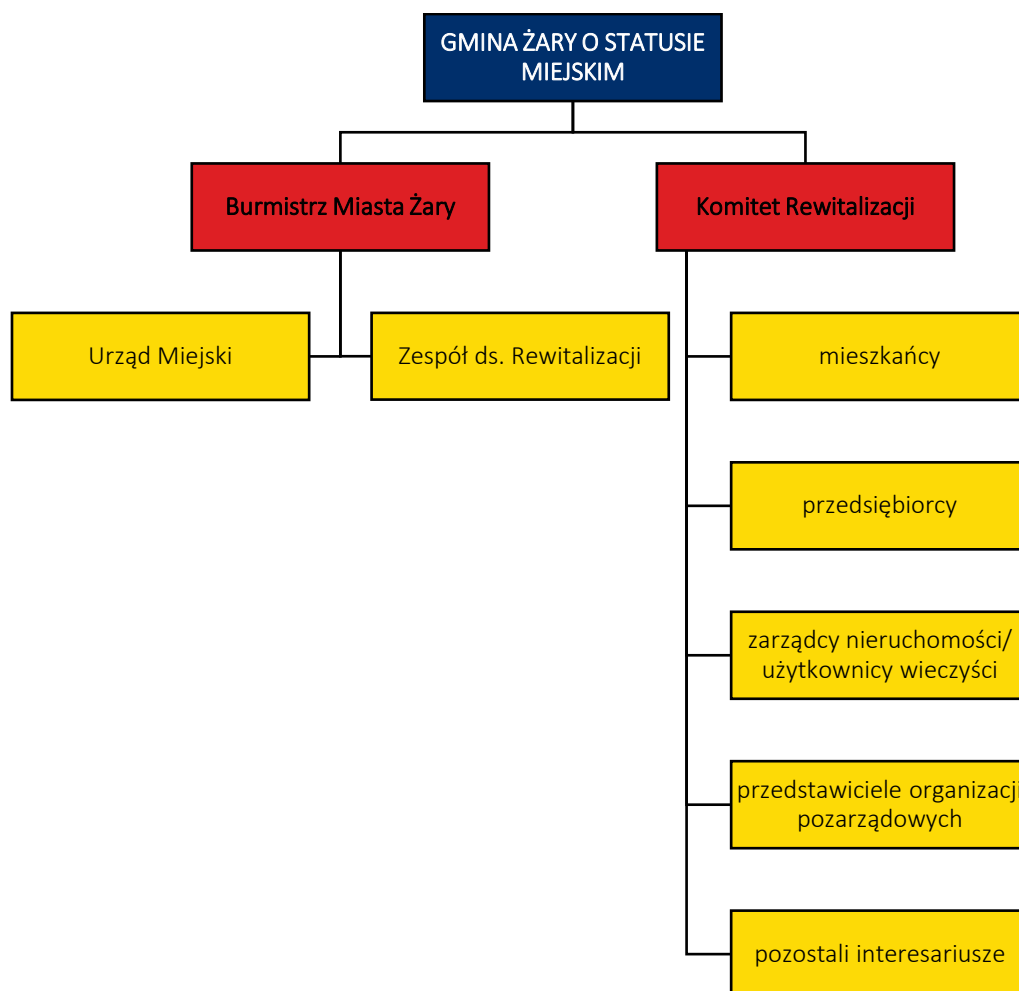 GMINA ŻARY O STATUSIE
MIEJSKIM
Burmistrz Miasta Żary
Komitet Rewitalizacji
Urząd Miejski
Zespół ds. Rewitalizacji
mieszkańcy
przedsiębiorcy
zarządcy nieruchomości/
użytkownicy wieczyści
przedstawiciele organizacji
pozarządowych
pozostali interesariusze